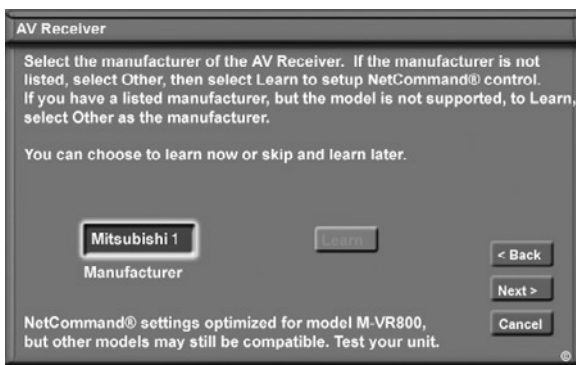 AV Receiver
Select the manufacturer of the AV Receiver. If the manufacturer is not
listed, select Other, then select Learn to setup NetCommand® control.
If you have a listed manufacturer, but the model is not supported, to Learn,
select Other as the manufacturer.
You can choose to learn now or skip and learn later.
Mitsubishi 1
Learn
Manufacturer
< Back
Next >
Cancel
NetCommand® settings optimized for model M-VR800,
but other models may still be compatible. Test your unit.